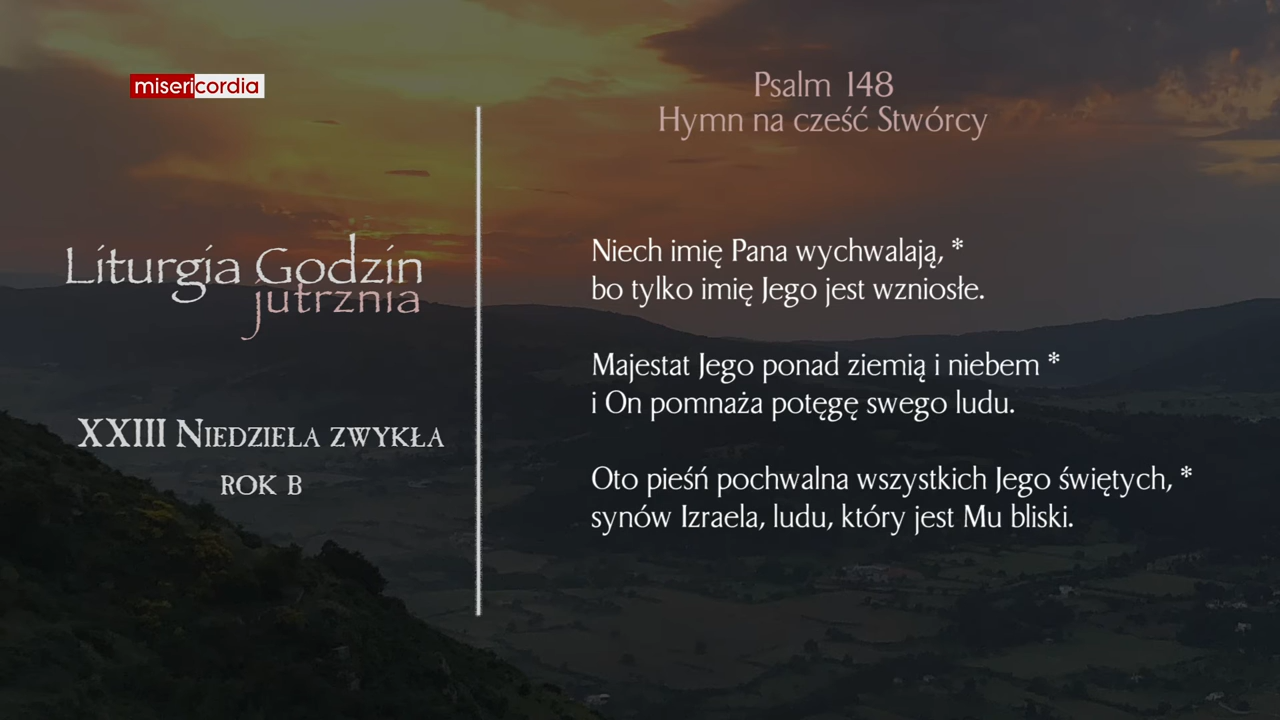 misericordia
Liturgia Godzin
jutrznia
XXIII Niedziela zwykła
rok B
Psalm 148
Hymn na cześć Stwórcy
Niech imię Pana wychwalają, *
bo tylko imię Jego jest wzniosłe.
Majestat Jego ponad ziemią i niebem *
i On pomnaża potęgę swego ludu.
Oto pieśń pochwalna wszystkich Jego świętych, *
synów Izraela, ludu, który jest Mu bliski.